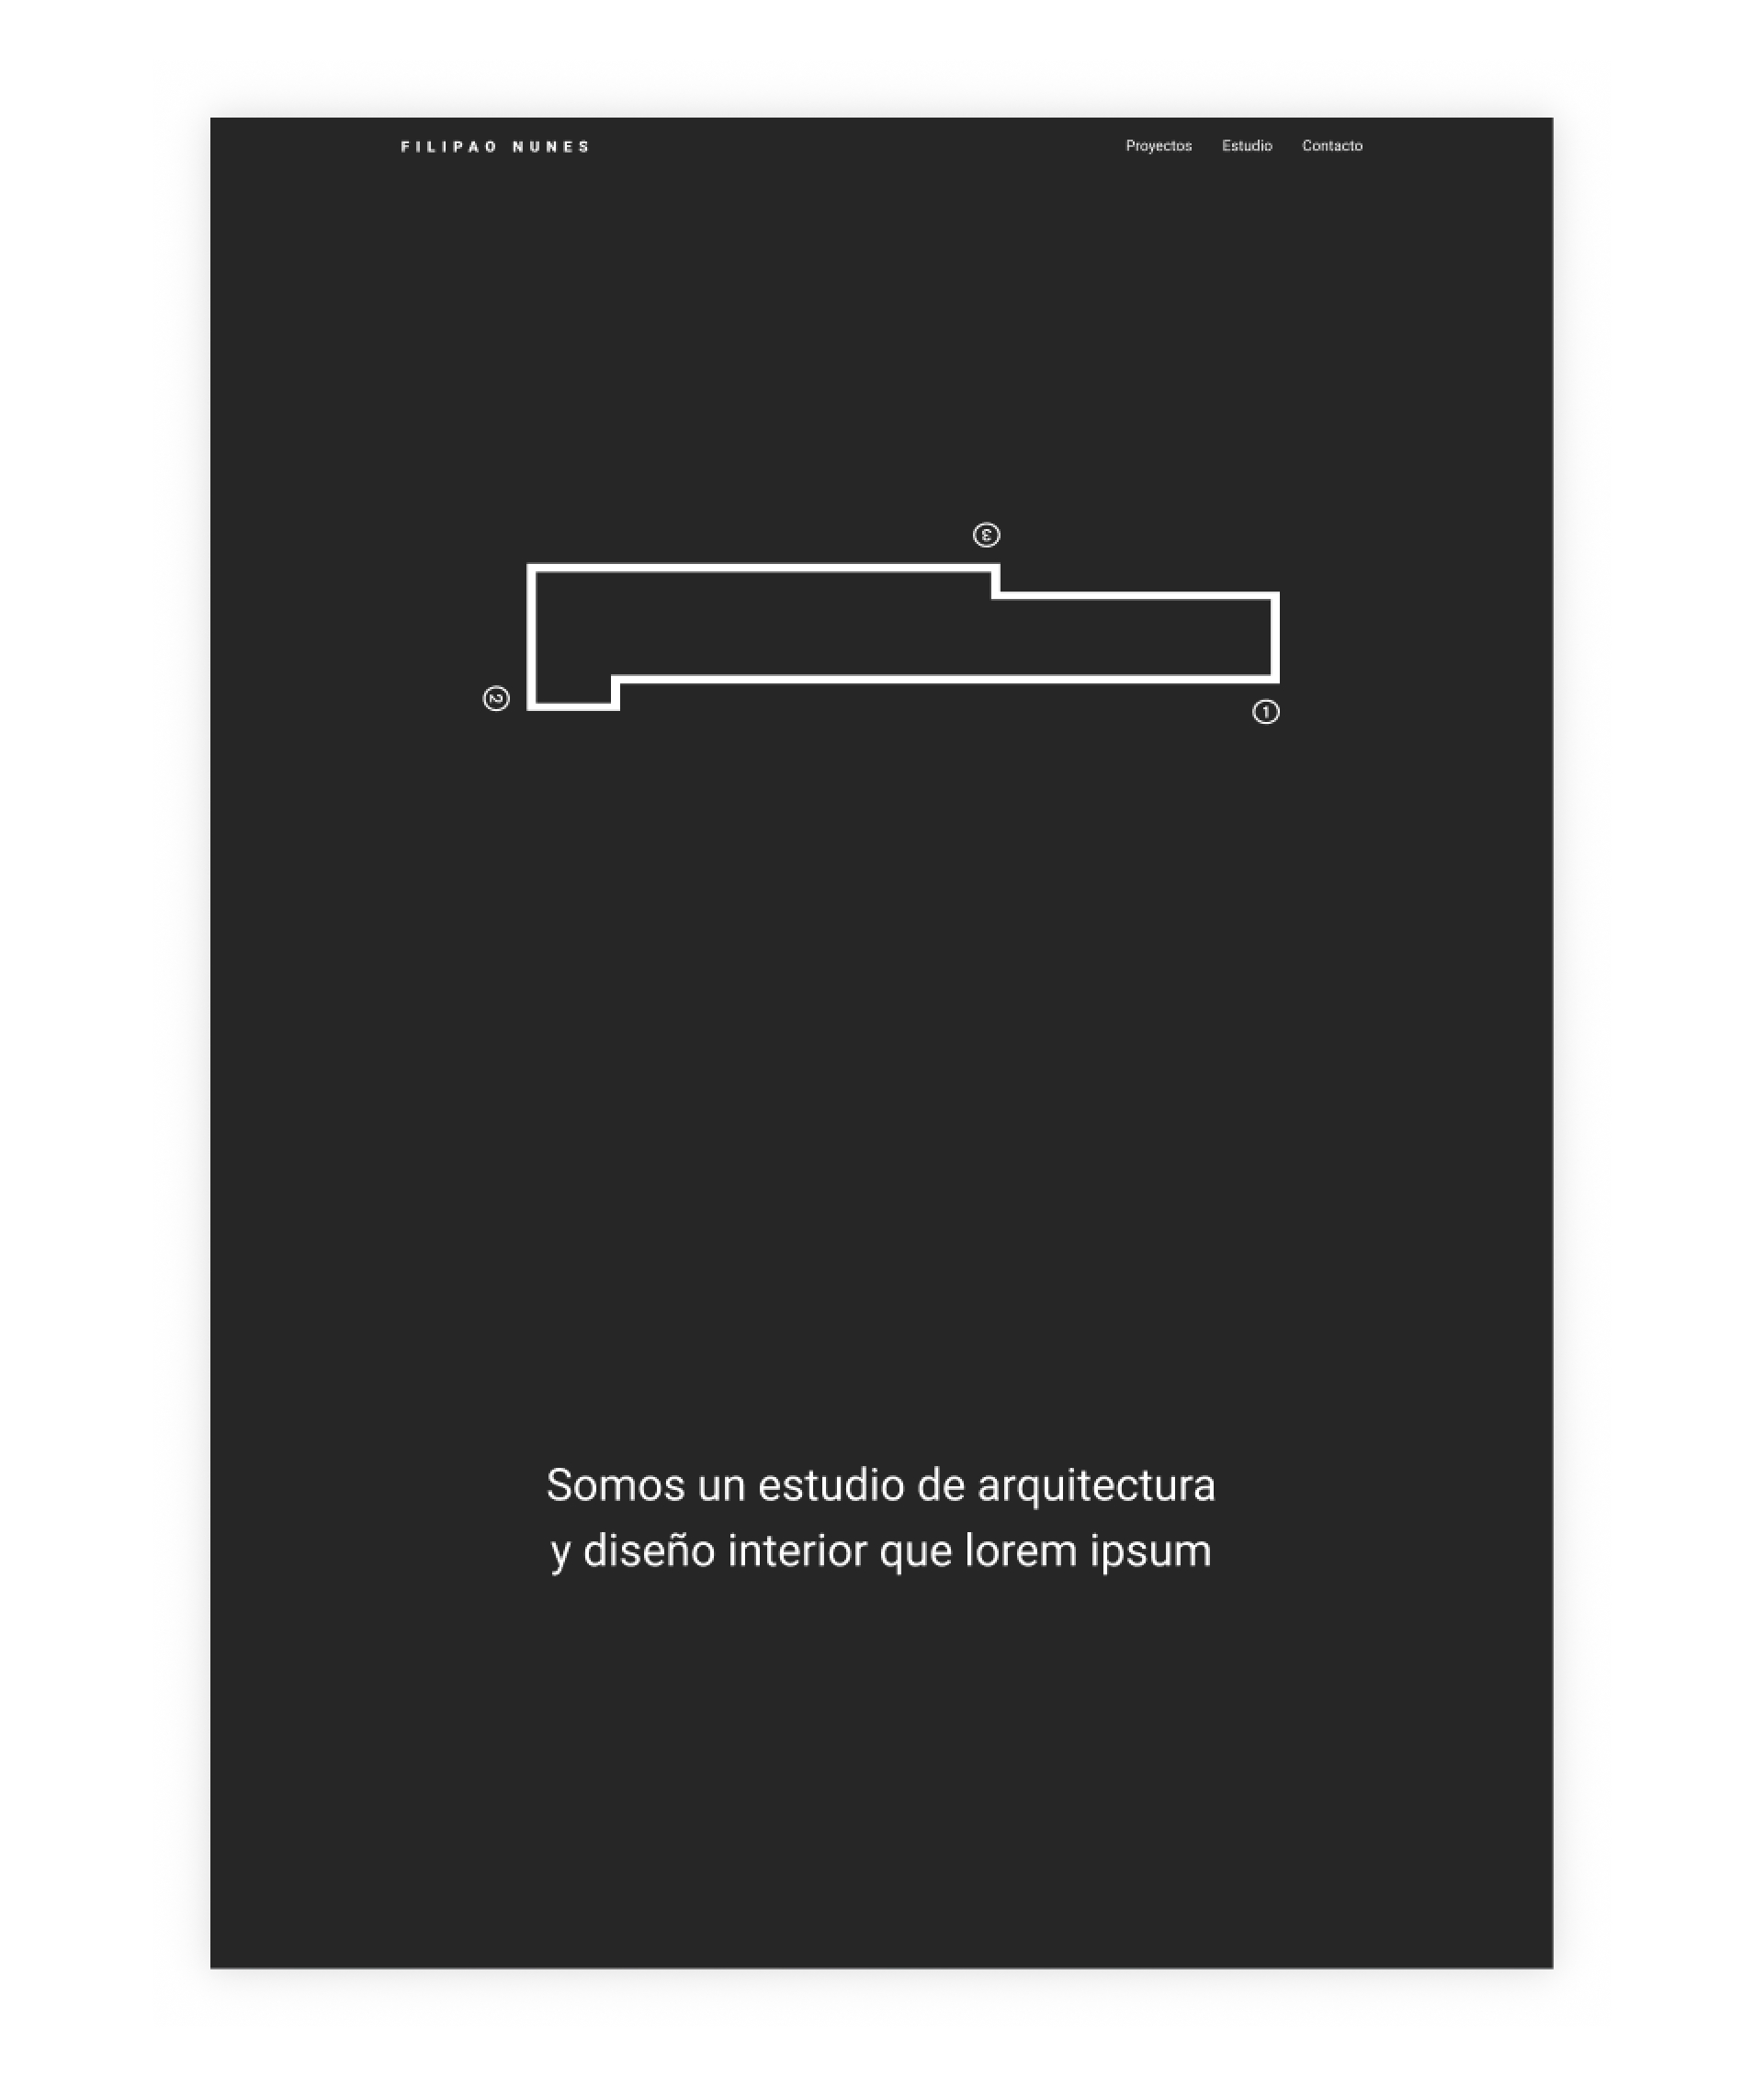 FILIPAO NUNES
Proyectos Estudio Contacto
3
2
1
Somos un estudio de arquitectura
y diseño interior que lorem ipsum